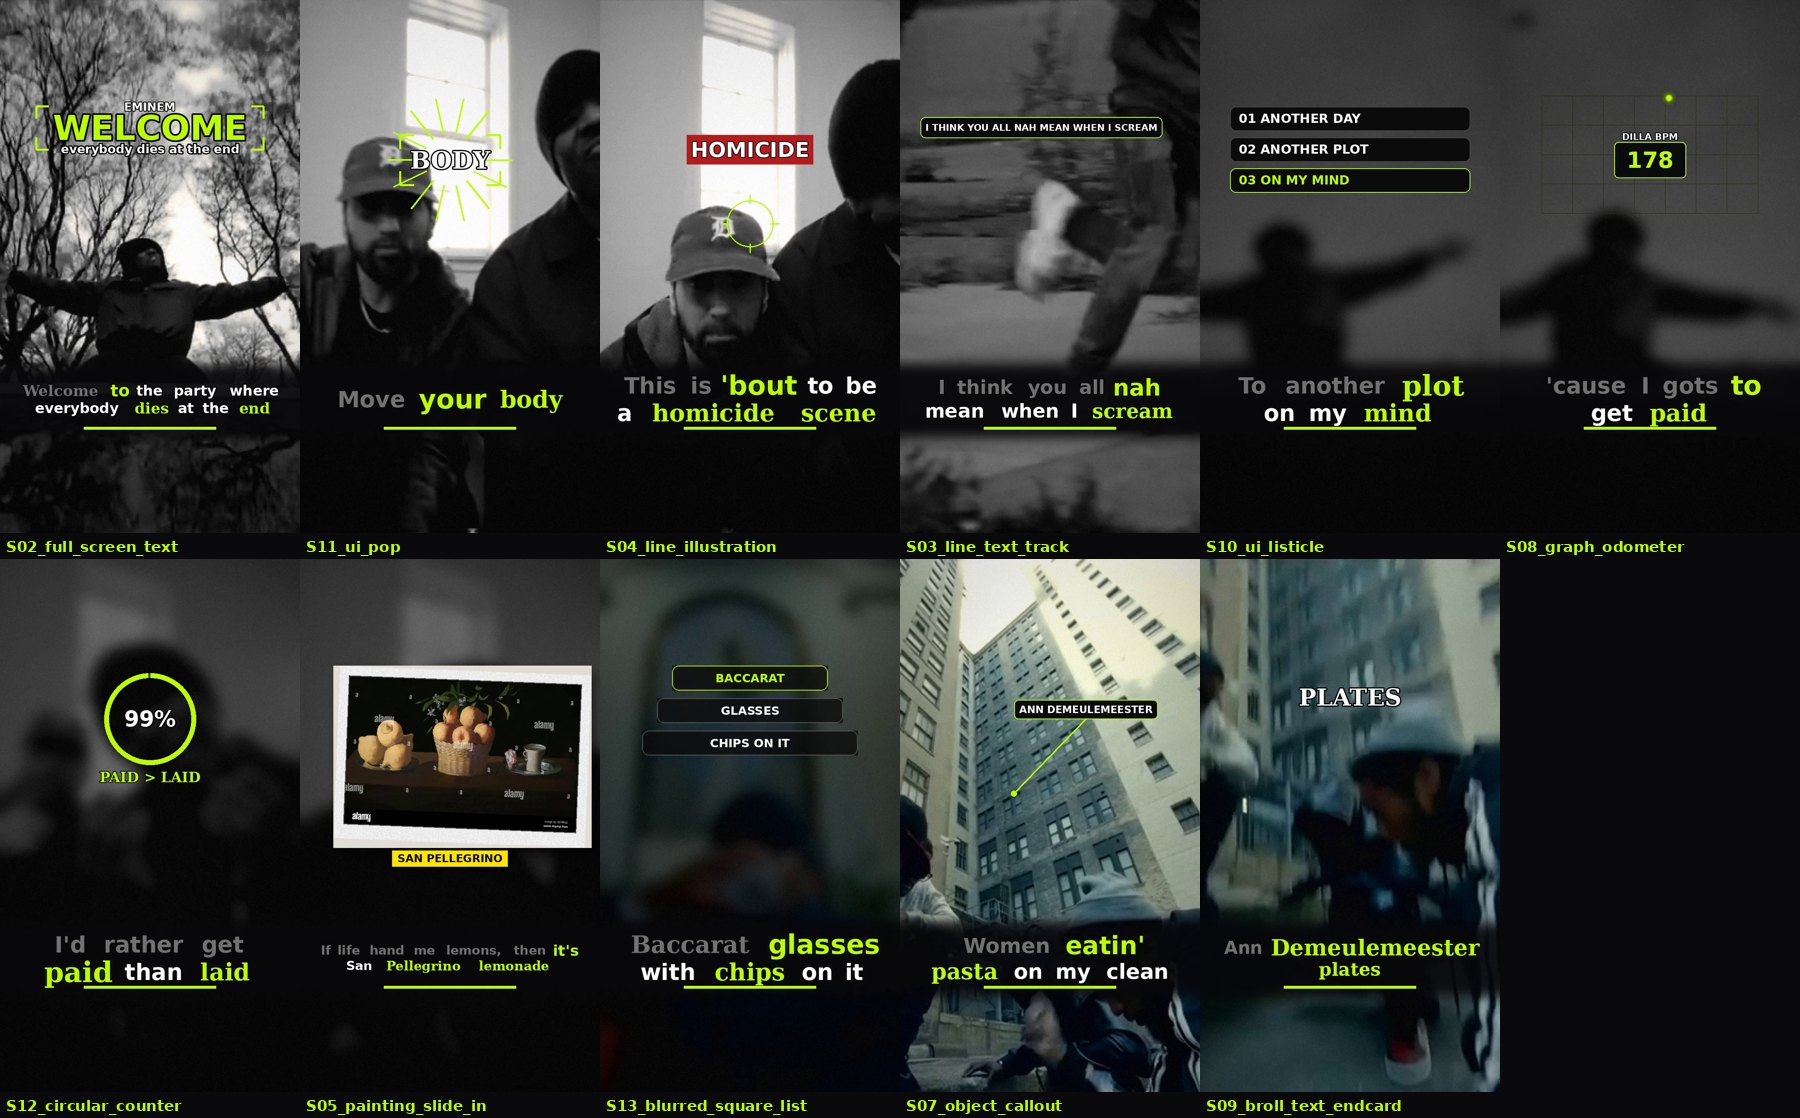 EMINEM
WELCOME
everybody dies at the end
Welcome to the party where
everybody dies at the end
S02_full_screen_text
BODY
Move your body
S11_ui_pop
HOMICIDE
D
This is 'bout to be
a homicide scene
S04_line_illustration
I THINK YOU ALL NAH MEAN WHEN I SCREAM
I think you all nah
mean when I scream
S03_line_text_track
01 ANOTHER DAY
02 ANOTHER PLOT
03 ON MY MIND
To another plot
on my mind
S10_ui_listicle
DILLA BPM
178
'cause I gots to
get paid
S08_graph_odometer
99%
PAID > LAID
I'd rather get
paid than laid
S12_circular_counter
alamy
alamy
alamy
alamy
alamy
alamy
SAN PELLEGRINO
If life hand me lemons, then it's
San Pellegrino lemonade
S05_painting_slide_in
BACCARAT
GLASSES
CHIPS ON IT
Baccarat glasses
with chips on it
S13_blurred_square_list
ANN DEMEULEMEESTER
Women eatin'
pasta on my clean
S07_object_callout
PLATES
Ann Demeulemeester
plates
S09_broll_text_endcard